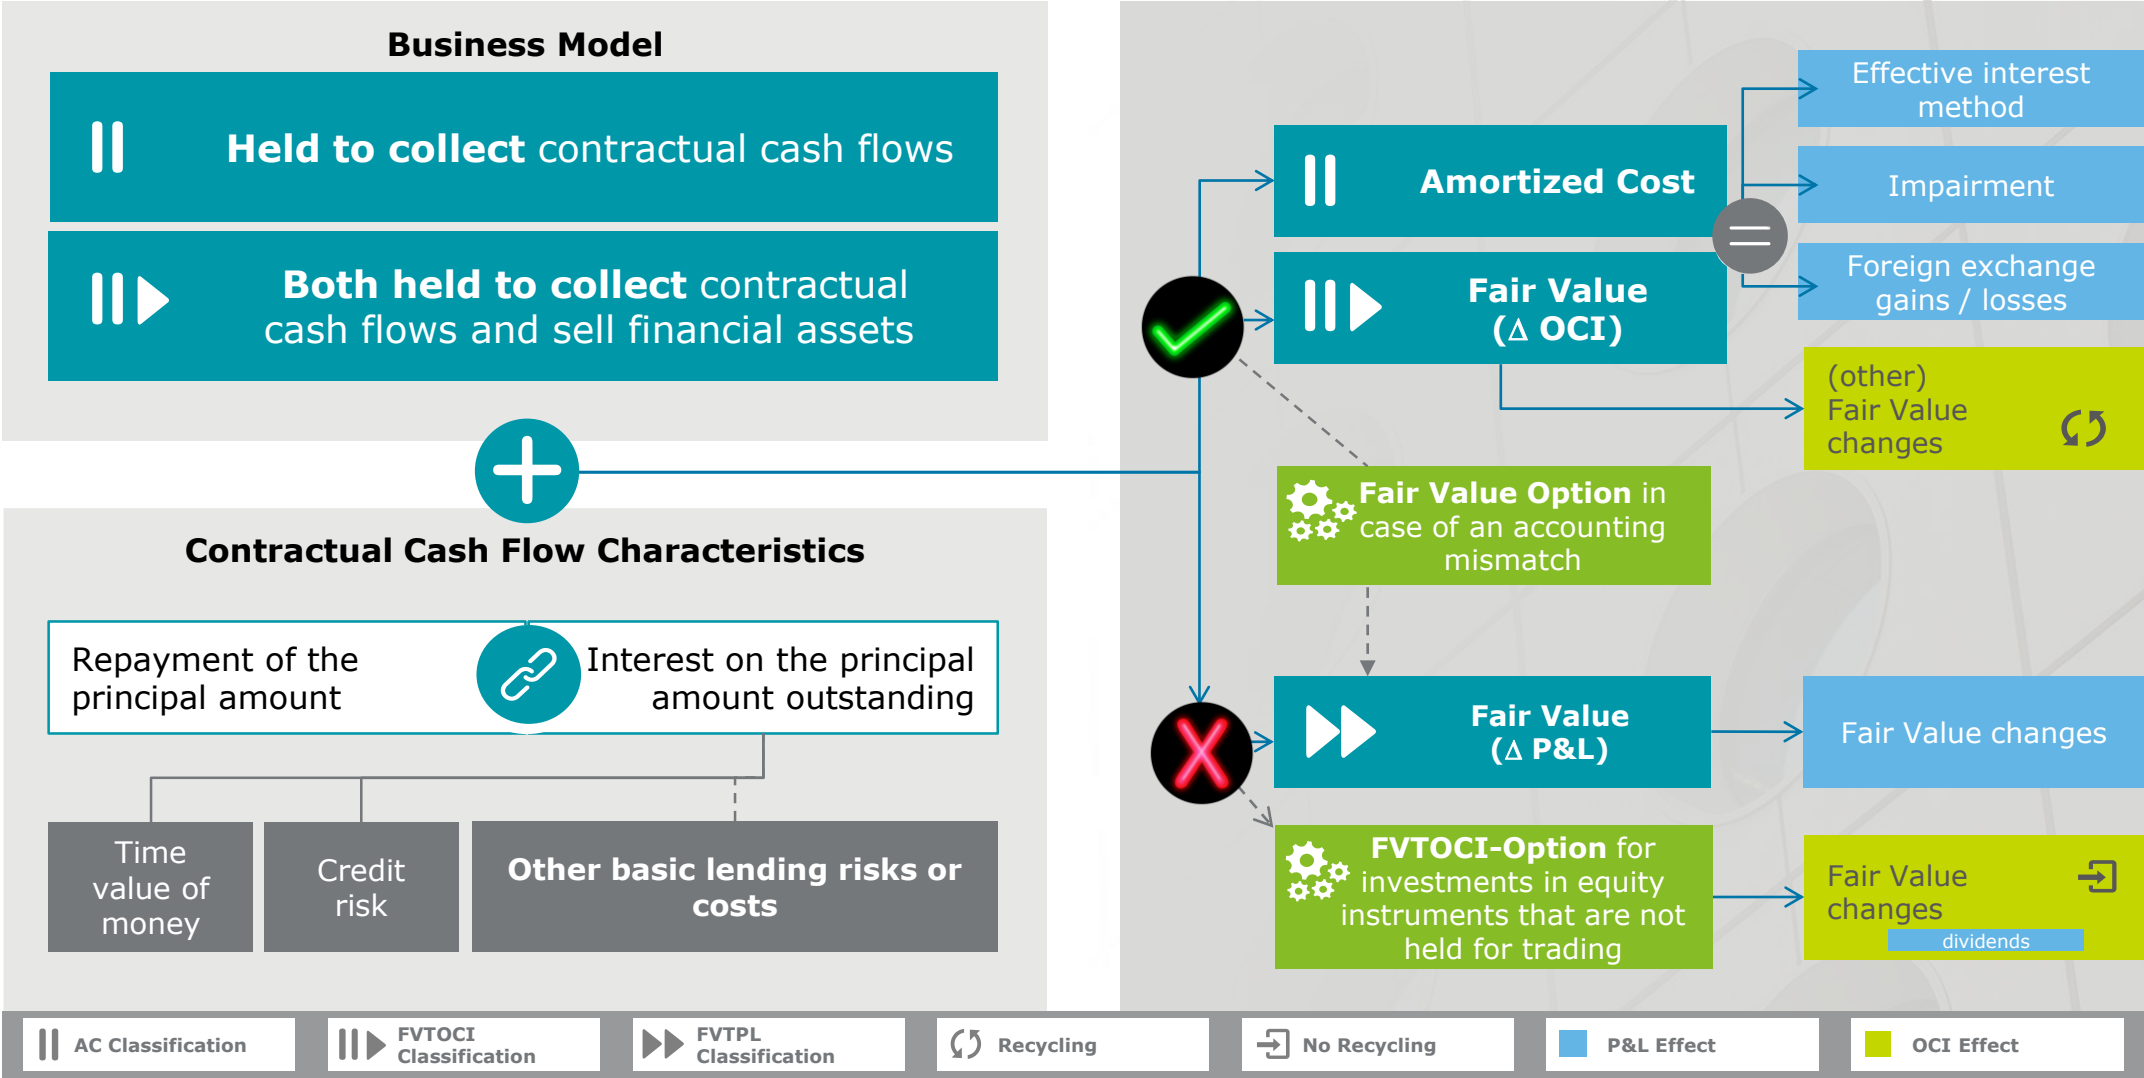 Business Model
Held to collect contractual cash flows
Both held to collect contractual
cash flows and sell financial assets
Contractual Cash Flow Characteristics
Repayment of the
principal amount
Interest on the principal
amount outstanding
Time
value of
money
Credit
risk
Other basic lending risks or
costs
Amortized Cost
Fair Value
(Δ OCI)
Effective interest
method
Impairment
Foreign exchange
gains / losses
(other)
Fair Value
changes
Fair Value Option in
case of an accounting
mismatch
Fair Value
(Δ P&L)
Fair Value changes
FVTOCI-Option for
investments in equity
instruments that are not
held for trading
Fair Value
changes
dividends
AC Classification
FVTOCI
Classification
FVTPL
Classification
Recycling
No Recycling
P&L Effect
OCI Effect